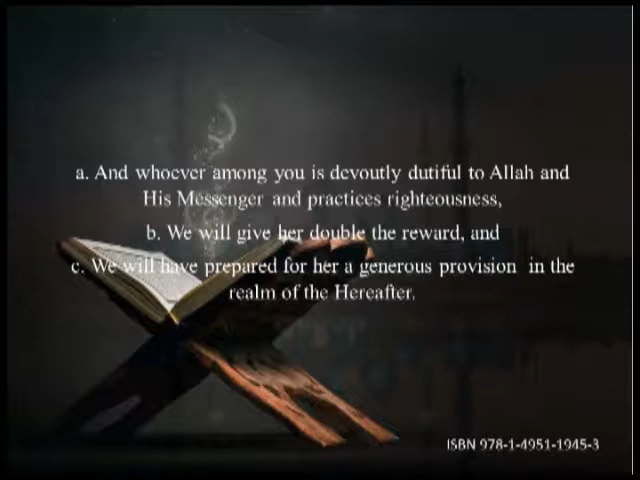 a. And whoever among you is devoutly dutiful to Allah and
His Messenger and practices righteousness,
b. We will give her double the reward, and
c. We will have prepared for her a generous provision in the
realm of the Hereafter.
ISBN 978-1-4951-1945-3